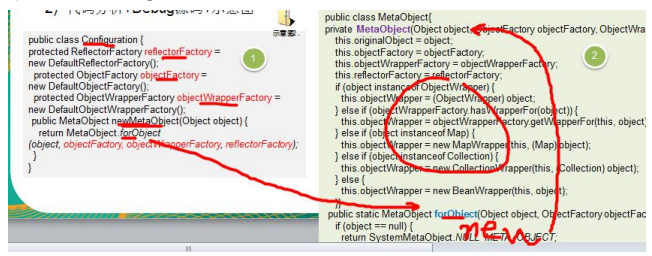 2) 代码分析+Debug源码+示意图
示意图.
public class Configuration {
protected ReflectorFactory reflectorFactory =
new DefaultReflectorFactory();
protected ObjectFactory objectFactory =
new DefaultObjectFactory();
protected ObjectWrapperFactory objectWrapperFactory =
new DefaultObjectWrapperFactory();
public MetaObject newMetaObject(Object object) {
return MetaObject.forObject
(object, objectFactory, objectWrapperFactory, reflectorFactory);
}
}
1
public class MetaObject{
private MetaObject(Object object, ObjectFactory objectFactory, ObjectWra
this.originalObject = object;
this.objectFactory = objectFactory;
this.objectWrapperFactory = objectWrapperFactory;
this.reflectorFactory = reflectorFactory;
if (object instanceof ObjectWrapper) {
this.objectWrapper = (ObjectWrapper) object;
} else if (objectWrapperFactory.hasWrapperFor(object)) {
this.objectWrapper = objectWrapperFactory.getWrapperFor(this, object)
} else if (object instanceof Map) {
this.objectWrapper = new MapWrapper(this, (Map) object);
} else if (object instanceof Collection) {
this.objectWrapper = new CollectionWrapper(this, (Collection) object);
} else {
this.objectWrapper = new BeanWrapper(this, object);
}}
public static MetaObject forObject(Object object, ObjectFactory objectFac
if (object == null) {
return SystemMetaObject.NULL_META_OBJECT;
2
new